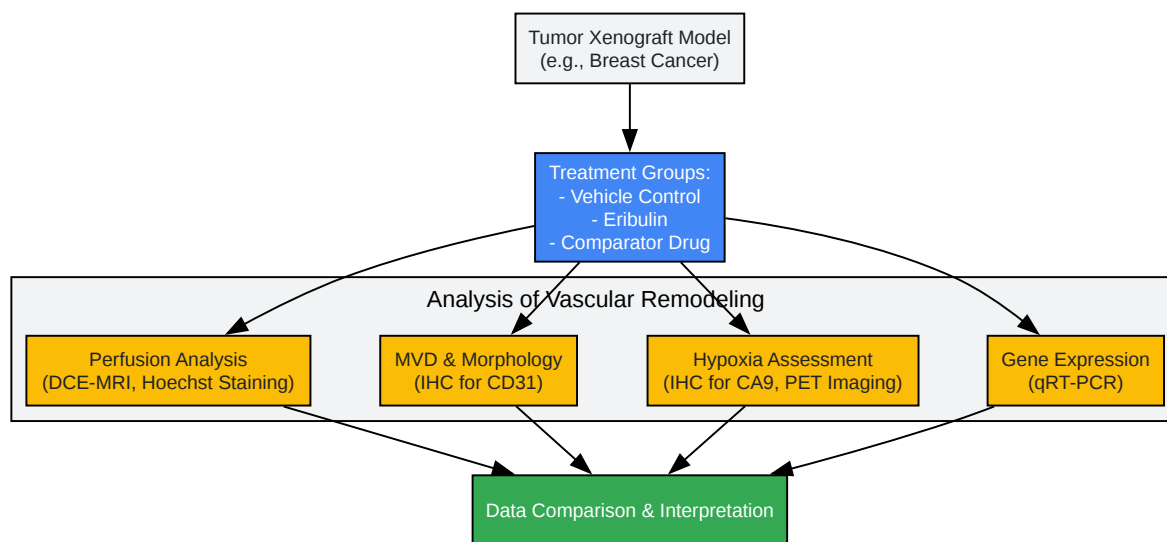 Tumor Xenograft Model
(e.g., Breast Cancer)
Treatment Groups:
- Vehicle Control
- Eribulin
- Comparator Drug
Analysis of Vascular Remodeling
Perfusion Analysis
(DCE-MRI, Hoechst Staining)
MVD & Morphology
(IHC for CD31)
Hypoxia Assessment
(IHC for CA9, PET Imaging)
Gene Expression
(qRT-PCR)
Data Comparison & Interpretation